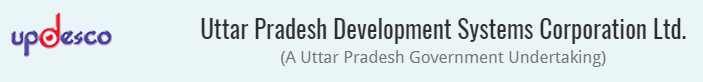 updesco
Uttar Pradesh Development Systems Corporation Ltd.
(A Uttar Pradesh Government Undertaking)